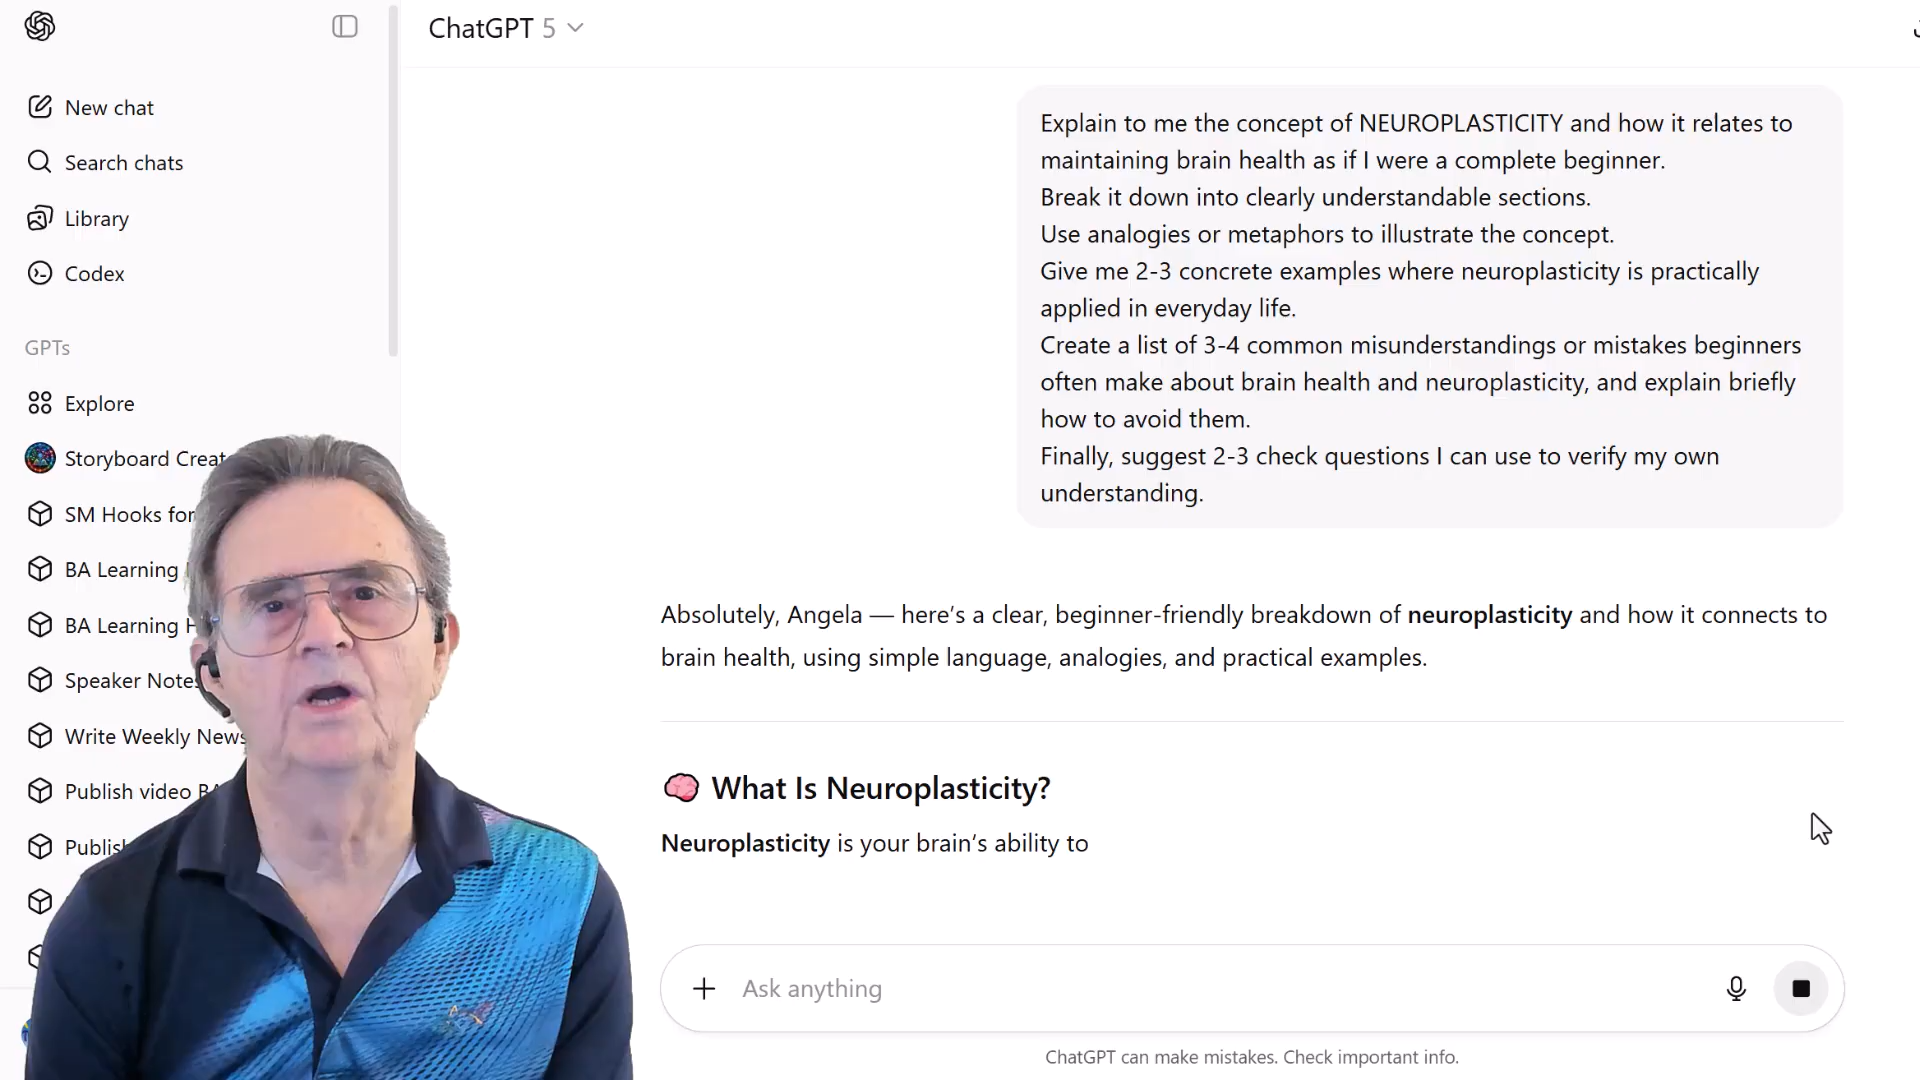 ChatGPT 5
New chat
Search chats
Library
Codex
GPTs
Explore
Storyboard
SM Hooks for
BA Learning
BA Learning
Speaker Notes
Write Weekly
Publish video
Explain to me the concept of NEUROPLASTICITY and how it relates to
maintaining brain health as if I were a complete beginner.
Break it down into clearly understandable sections.
Use analogies or metaphors to illustrate the concept.
Give me 2-3 concrete examples where neuroplasticity is practically
applied in everyday life.
Create a list of 3-4 common misunderstandings or mistakes beginners
often make about brain health and neuroplasticity, and explain briefly
how to avoid them.
Finally, suggest 2-3 check questions I can use to verify my own
understanding.
Absolutely, Angela — here’s a clear, beginner-friendly breakdown of neuroplasticity and how it connects to
brain health, using simple language, analogies, and practical examples.
What Is Neuroplasticity?
Neuroplasticity is your brain’s ability to
Ask anything
ChatGPT can make mistakes. Check important info.